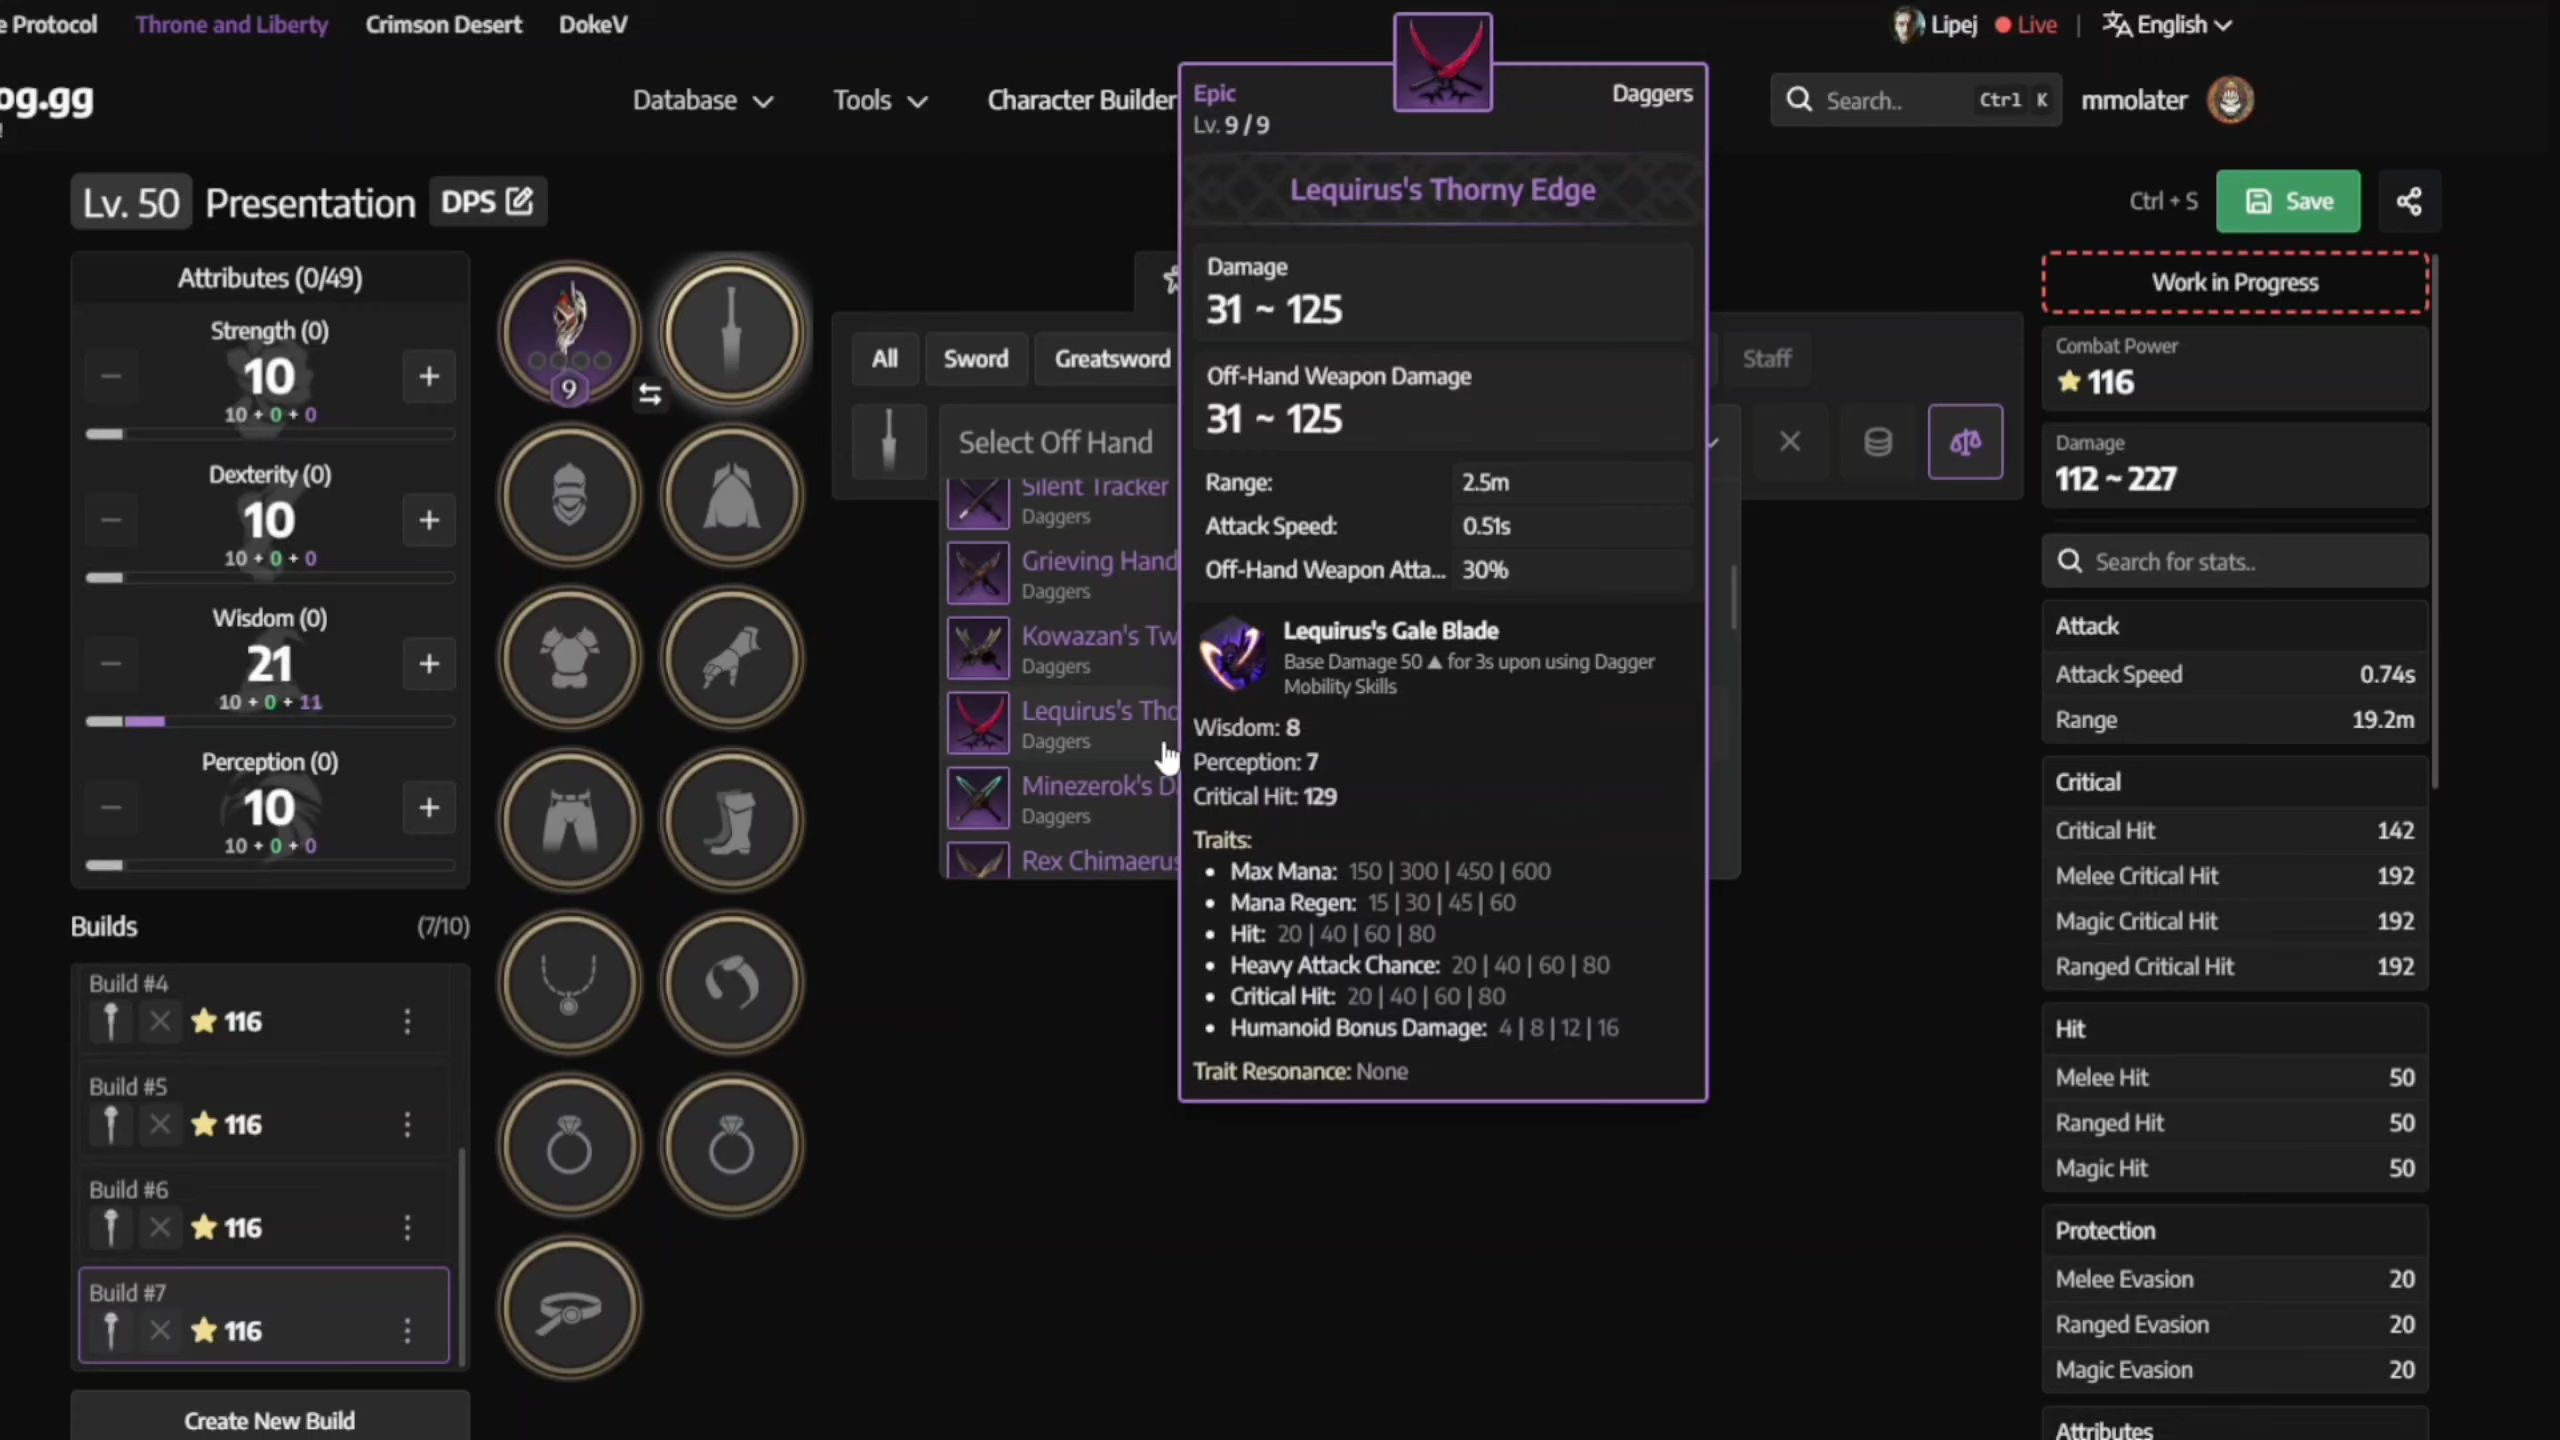 e Protocol Throne and Liberty Crimson Desert DokeV
Lipej Live | English
og.gg
Database Tools Character Builder
Search.. Ctrl K mmolater
Lv. 50 Presentation DPS
Ctrl + S Save
Attributes (0/49)
Strength (0)
10
10 + 0 + 0
Dexterity (0)
10
10 + 0 + 0
Wisdom (0)
21
10 + 0 + 11
Perception (0)
10
10 + 0 + 0
Builds (7/10)
Build #4
116
Build #5
116
Build #6
116
Build #7
116
Create New Build
9
All Sword Greatsword Staff
Select Off Hand
Silent Tracker
Daggers
Grieving Hand
Daggers
Kowazan's Tw
Daggers
Lequirus's Tho
Daggers
Minezerok's D
Daggers
Rex Chimaerus
Epic Daggers
Lv. 9 / 9
Lequirus's Thorny Edge
Damage
31 ~ 125
Off-Hand Weapon Damage
31 ~ 125
Range: 2.5m
Attack Speed: 0.51s
Off-Hand Weapon Atta... 30%
Lequirus's Gale Blade
Base Damage 50 ▲ for 3s upon using Dagger
Mobility Skills
Wisdom: 8
Perception: 7
Critical Hit: 129
Traits:
• Max Mana: 150 | 300 | 450 | 600
• Mana Regen: 15 | 30 | 45 | 60
• Hit: 20 | 40 | 60 | 80
• Heavy Attack Chance: 20 | 40 | 60 | 80
• Critical Hit: 20 | 40 | 60 | 80
• Humanoid Bonus Damage: 4 | 8 | 12 | 16
Trait Resonance: None
Work in Progress
Combat Power
116
Damage
112 ~ 227
Search for stats..
Attack
Attack Speed 0.74s
Range 19.2m
Critical
Critical Hit 142
Melee Critical Hit 192
Magic Critical Hit 192
Ranged Critical Hit 192
Hit
Melee Hit 50
Ranged Hit 50
Magic Hit 50
Protection
Melee Evasion 20
Ranged Evasion 20
Magic Evasion 20
Attributes